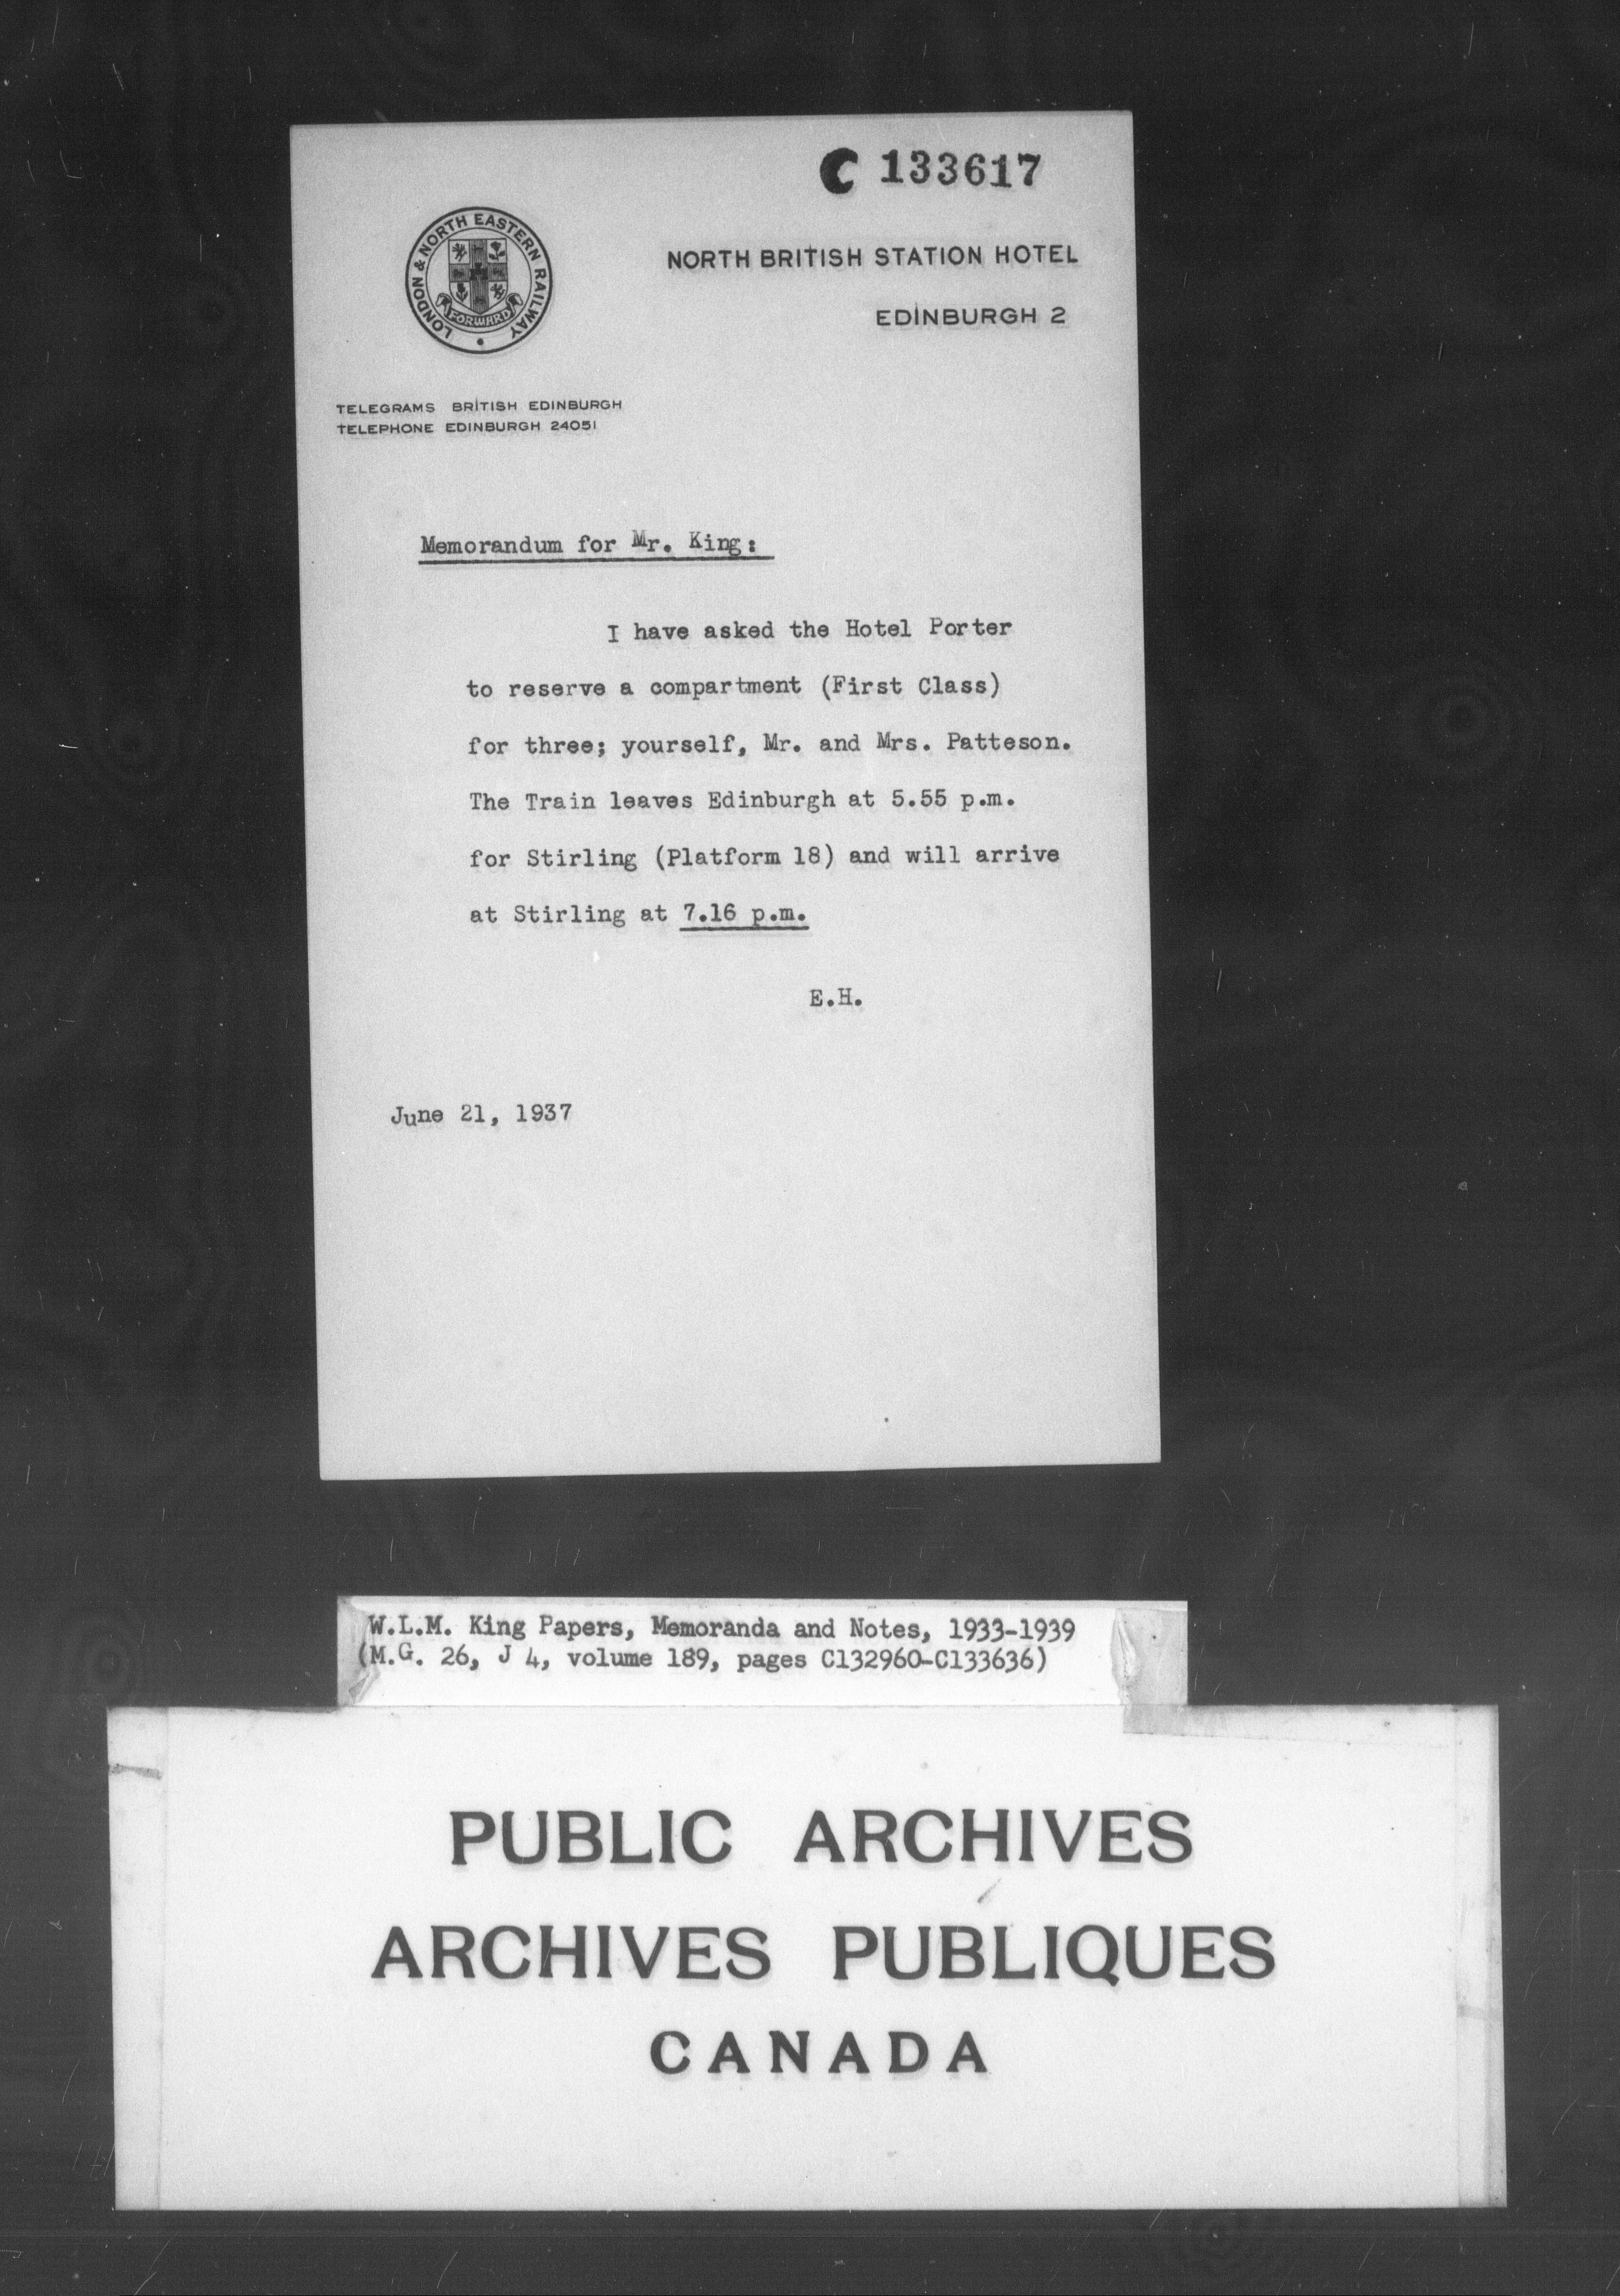 C 133617
LONDON & NORTH EASTERN RAILWAY
FORWARD
NORTH BRITISH STATION HOTEL
EDINBURGH 2
TELEGRAMS BRITISH EDINBURGH
TELEPHONE EDINBURGH 24051
Memorandum for Mr. King:
I have asked the Hotel Porter
to reserve a compartment (First Class)
for three; yourself, Mr. and Mrs. Patteson.
The Train leaves Edinburgh at 5.55 p.m.
for Stirling (Platform 18) and will arrive
at Stirling at 7.16 p.m.
E.H.
June 21, 1937
W.L.M. King Papers, Memoranda and Notes, 1933-1939
(M.G. 26, J 4, volume 189, pages C132960-C133636)
PUBLIC ARCHIVES
ARCHIVES PUBLIQUES
CANADA